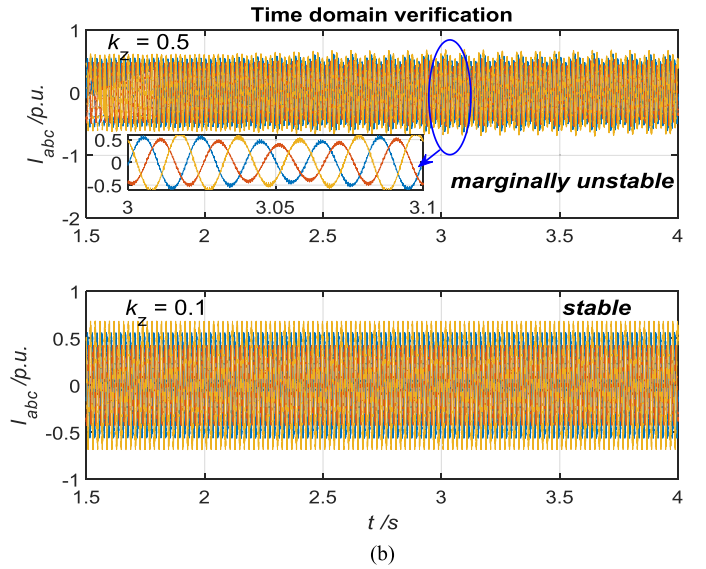 Time domain verification
1
k_z = 0.5
0
I_abc /p.u.
0.5
0
-0.5
-1
marginally unstable
3 3.05 3.1
-2
1.5 2 2.5 3 3.5 4
1
k_z = 0.1 stable
0.5
I_abc /p.u.
0
-0.5
-1
1.5 2 2.5 3 3.5 4
t /s
(b)